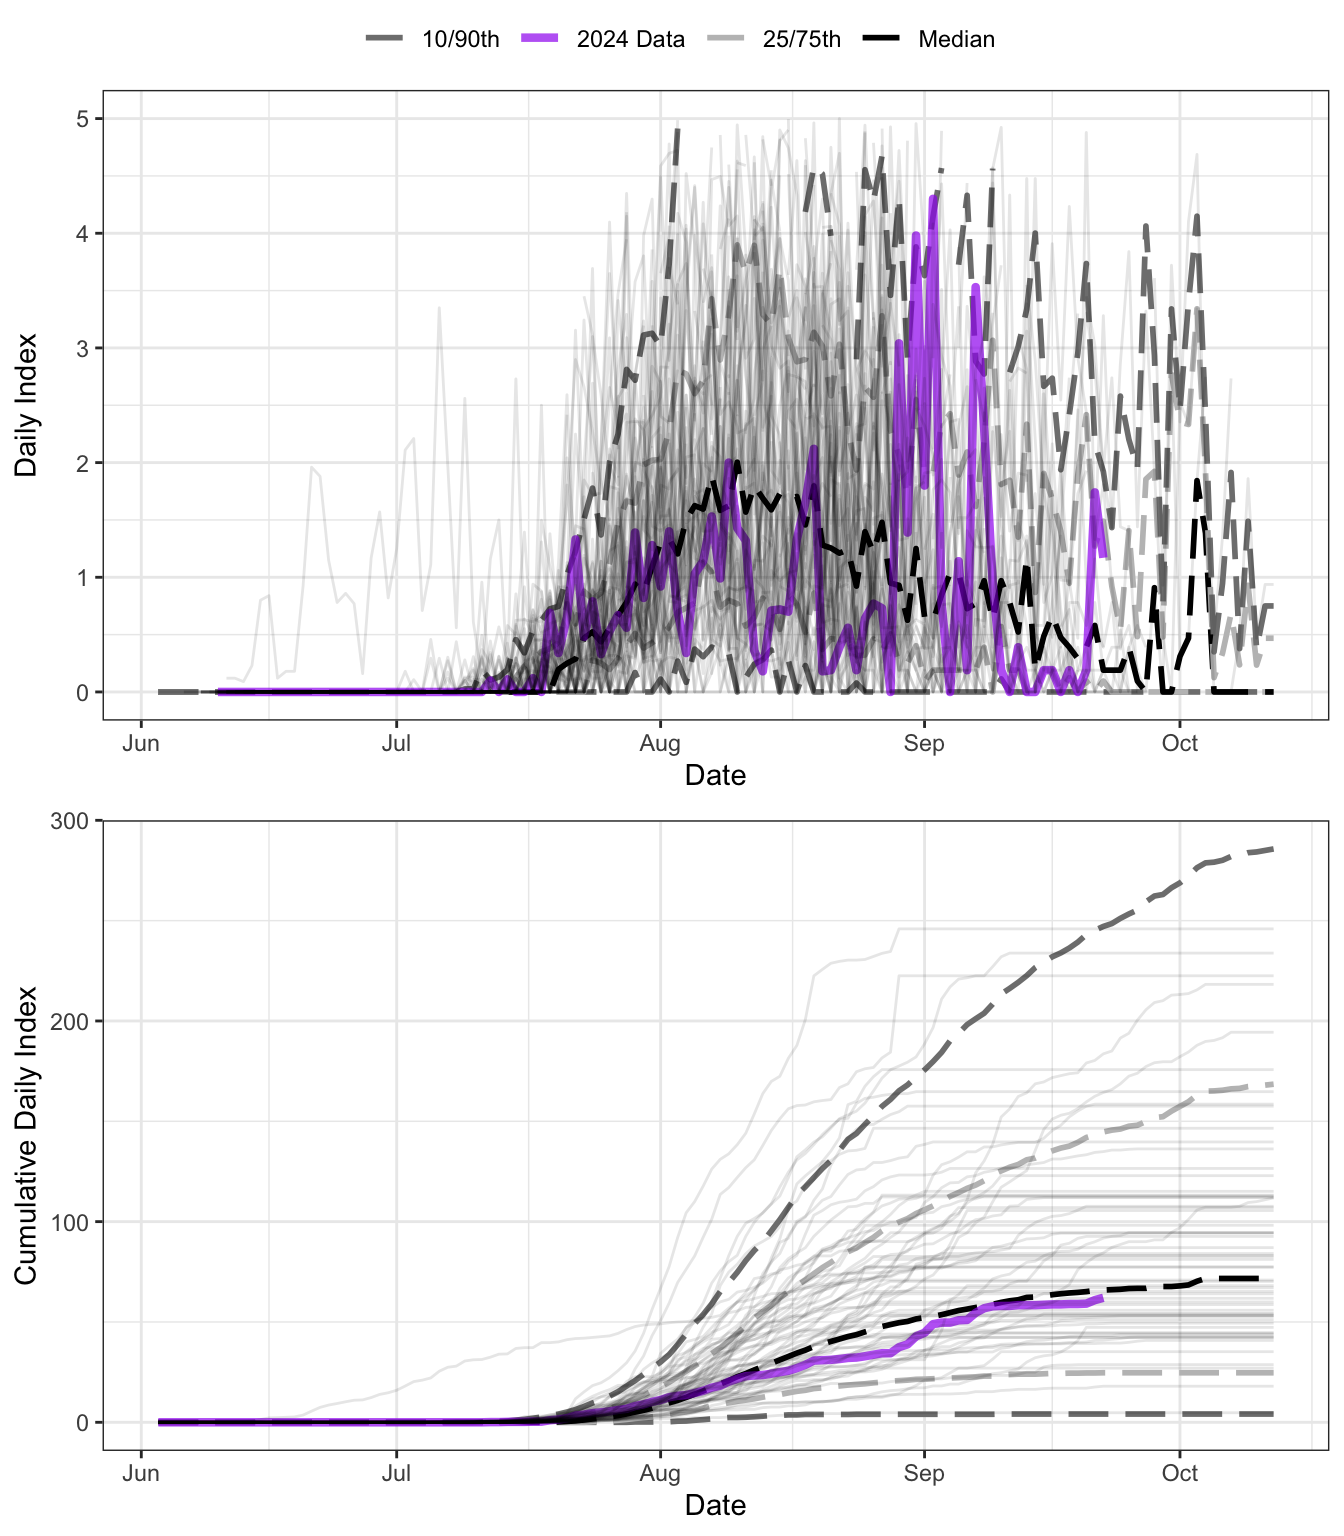 10/90th 2024 Data 25/75th Median
5
4
3
2
1
0
Daily Index
Jun Jul Aug Sep Oct
Date
300
200
100
0
Cumulative Daily Index
Jun Jul Aug Sep Oct
Date